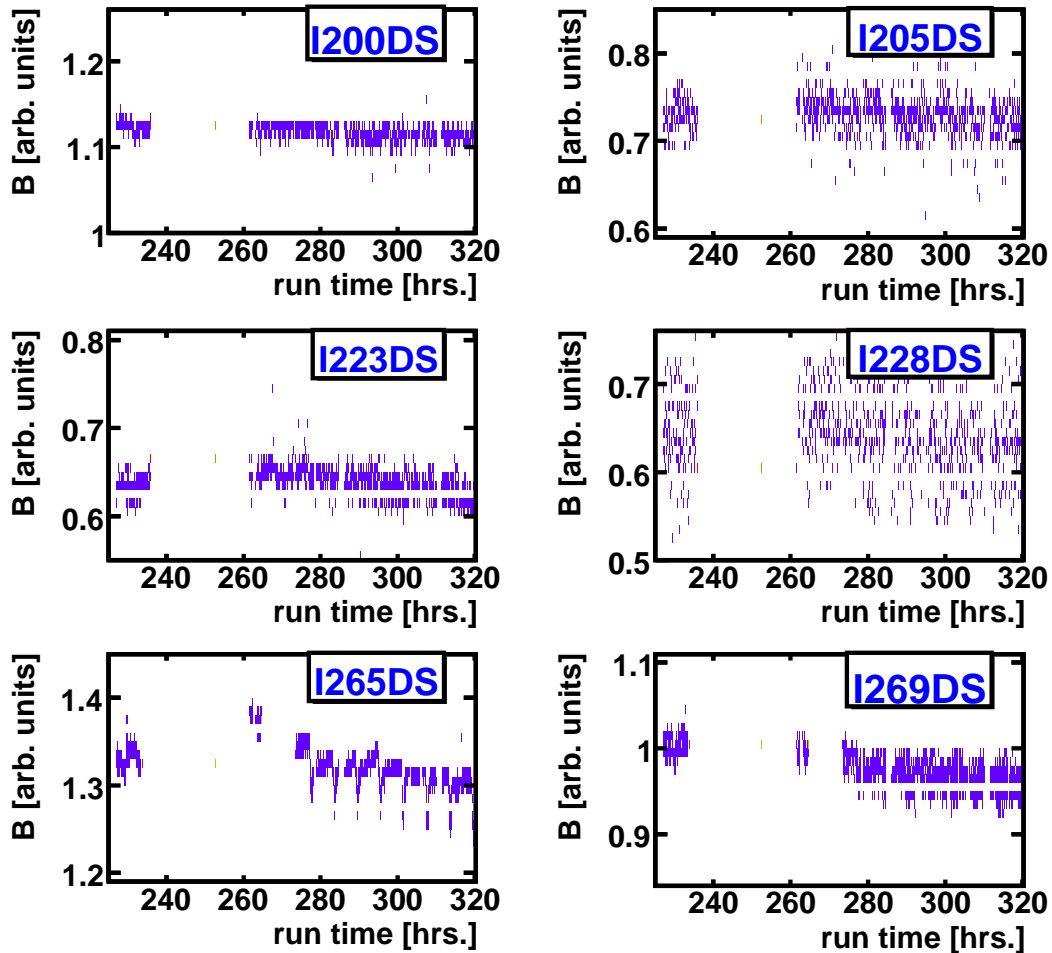 I200DS
B [arb. units]
1.2
1.1
1
240 260 280 300 320
run time [hrs.]
I205DS
B [arb. units]
0.8
0.7
0.6
240 260 280 300 320
run time [hrs.]
I223DS
B [arb. units]
0.8
0.7
0.6
240 260 280 300 320
run time [hrs.]
I228DS
B [arb. units]
0.7
0.6
0.5
240 260 280 300 320
run time [hrs.]
I265DS
B [arb. units]
1.4
1.3
1.2
240 260 280 300 320
run time [hrs.]
I269DS
B [arb. units]
1.1
1
0.9
240 260 280 300 320
run time [hrs.]